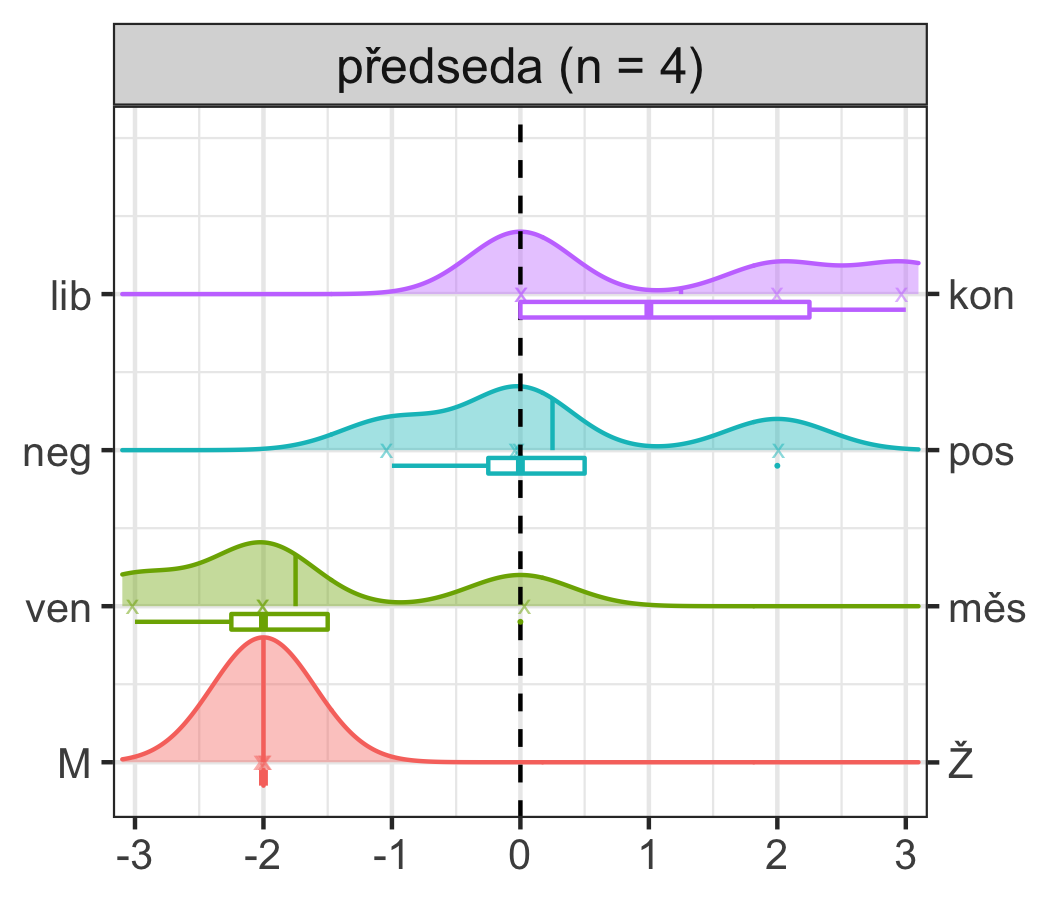 předseda (n = 4)
lib kon
neg pos
ven měs
M Ž
-3 -2 -1 0 1 2 3